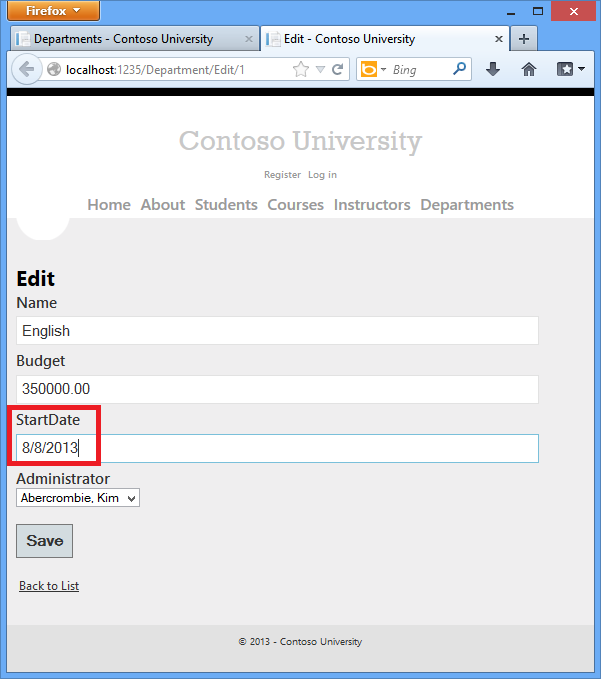 Firefox
Departments - Contoso University
Edit - Contoso University
localhost:1235/Department/Edit/1
Bing
Contoso University
Register Log in
Home About Students Courses Instructors Departments
Edit
Name
English
Budget
350000.00
StartDate
8/8/2013
Administrator
Abercrombie, Kim
Save
Back to List
© 2013 - Contoso University